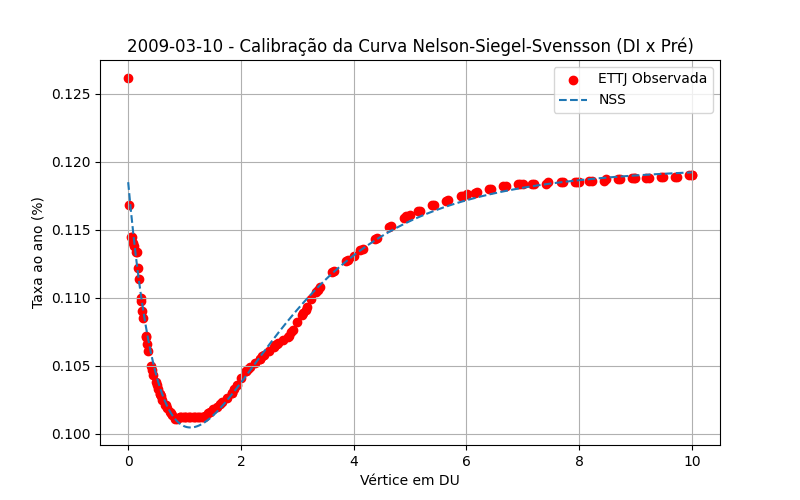 2009-03-10 - Calibração da Curva Nelson-Siegel-Svensson (DI x Pré)
ETTJ Observada
NSS
Taxa ao ano (%)
0.125
0.120
0.115
0.110
0.105
0.100
0 2 4 6 8 10
Vértice em DU